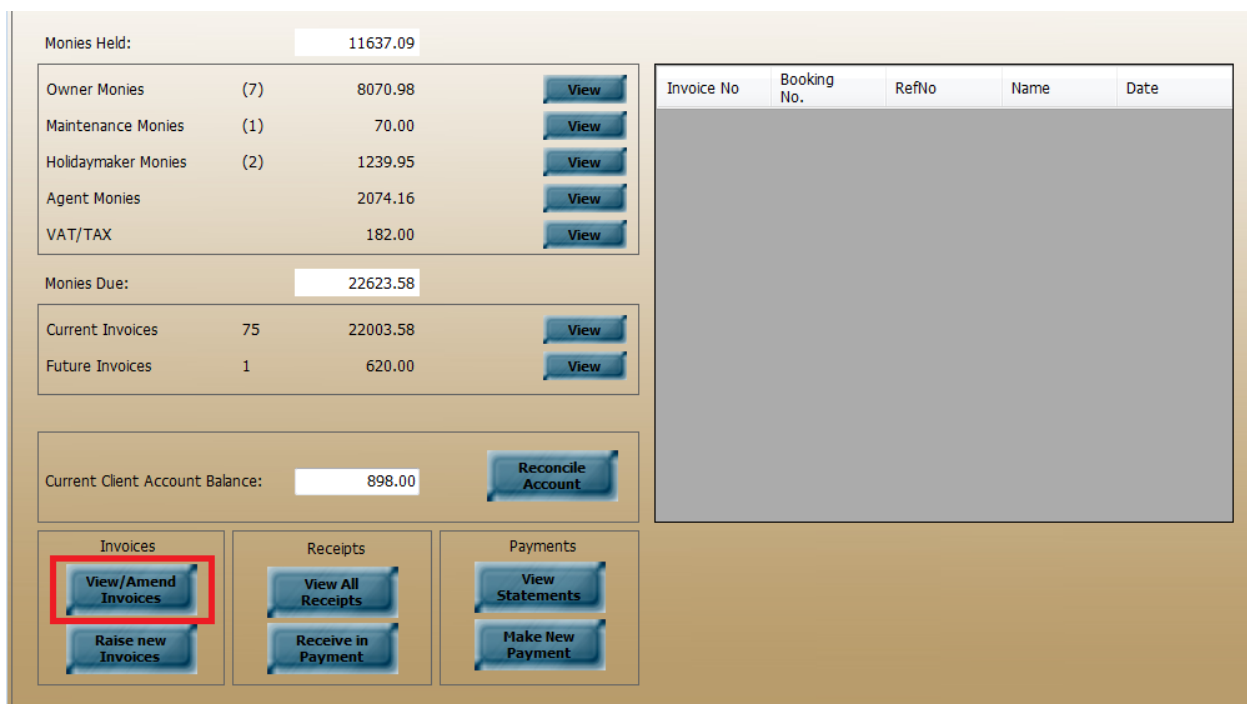 Monies Held: 11637.09
Owner Monies (7) 8070.98 View
Maintenance Monies (1) 70.00 View
Holidaymaker Monies (2) 1239.95 View
Agent Monies 2074.16 View
VAT/TAX 182.00 View
Monies Due: 22623.58
Current Invoices 75 22003.58 View
Future Invoices 1 620.00 View
Current Client Account Balance: 898.00
Reconcile
Account
Invoices
View/Amend
Invoices
Raise new
Invoices
Receipts
View All
Receipts
Receive in
Payment
Payments
View
Statements
Make New
Payment
Invoice No
Booking
No.
RefNo
Name
Date